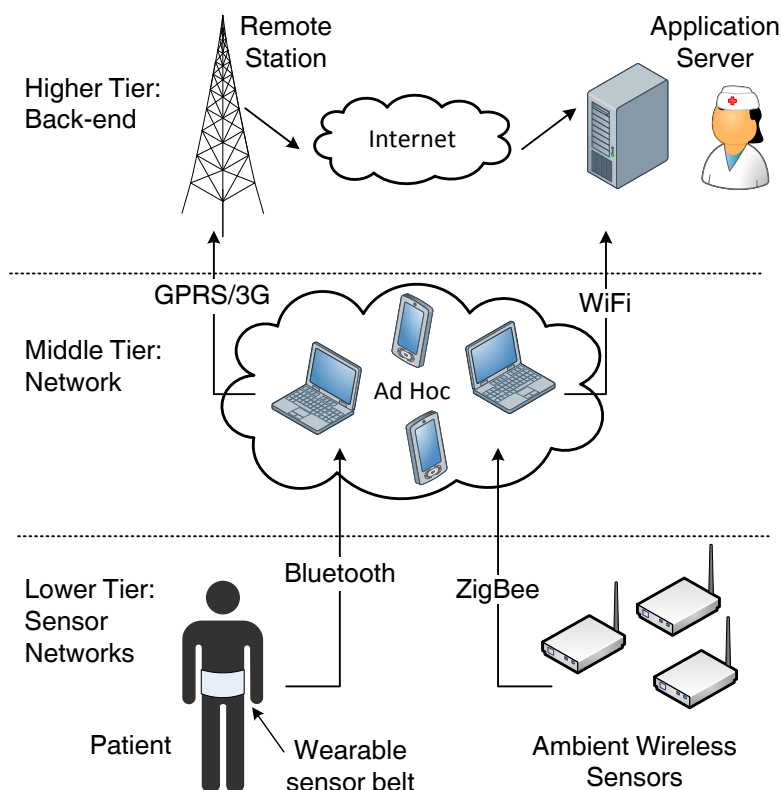 Remote
Station
Application
Server
Higher Tier:
Back-end
Internet
GPRS/3G
WiFi
Middle Tier:
Network
Ad Hoc
Bluetooth
ZigBee
Lower Tier:
Sensor
Networks
Patient
Wearable
sensor belt
Ambient Wireless
Sensors